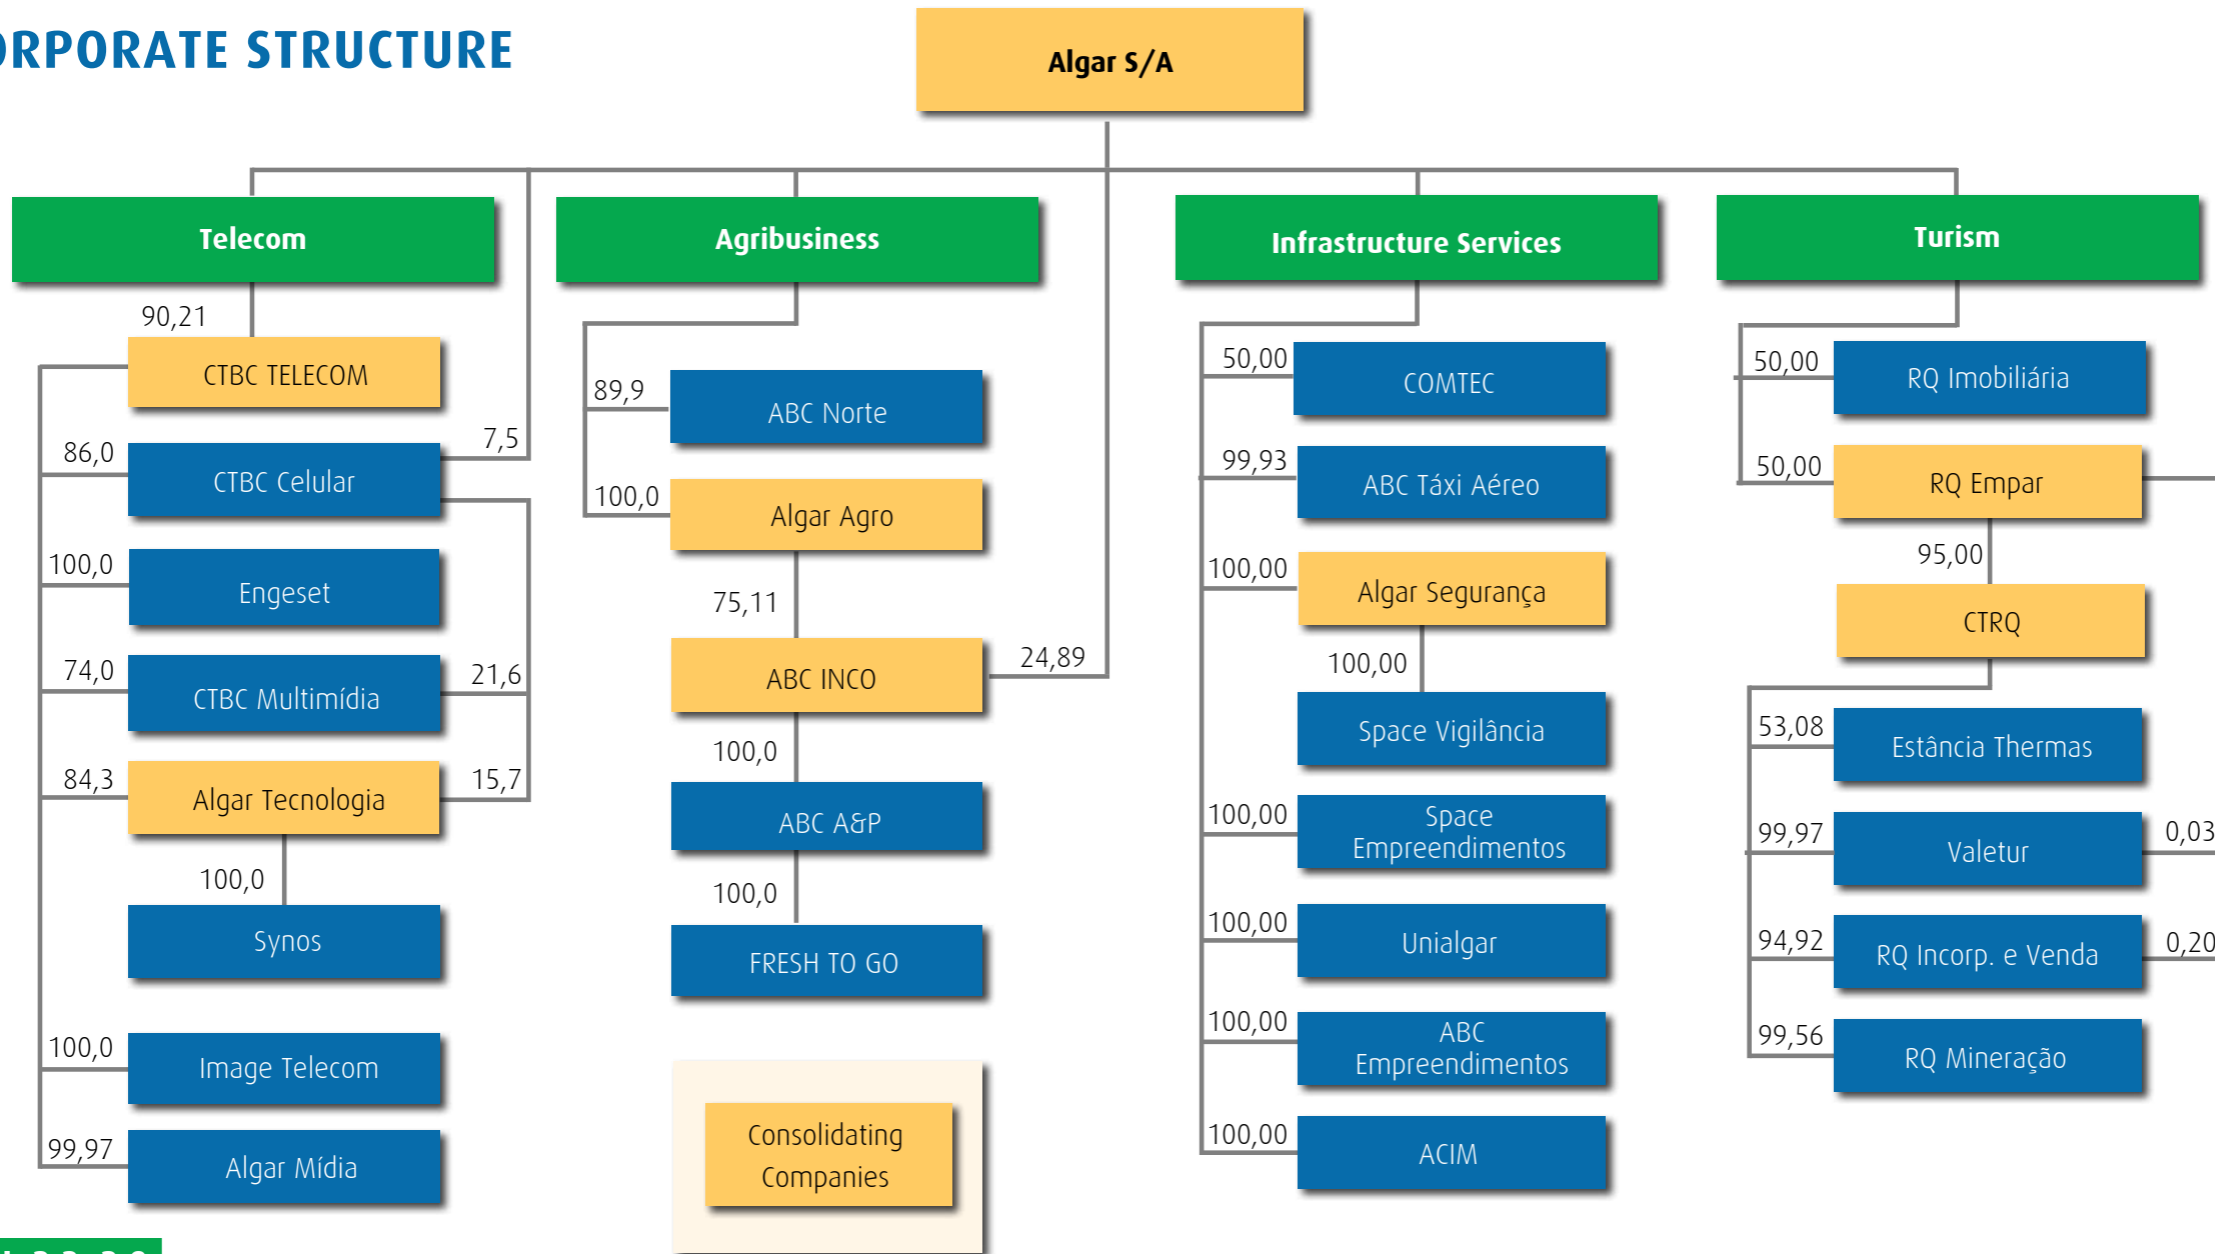 ORPORATE STRUCTURE
Algar S/A
Telecom
90,21
CTBC TELECOM
86,0
CTBC Celular
7,5
100,0
Engeset
74,0
CTBC Multimídia
21,6
84,3
Algar Tecnologia
15,7
100,0
Synos
100,0
Image Telecom
99,97
Algar Mídia
Agribusiness
89,9
ABC Norte
100,0
Algar Agro
75,11
ABC INCO
24,89
100,0
ABC A&P
100,0
FRESH TO GO
Consolidating
Companies
Infrastructure Services
50,00
COMTEC
99,93
ABC Táxi Aéreo
100,00
Algar Segurança
100,00
Space Vigilância
100,00
Space
Empreendimentos
100,00
Unialgar
100,00
ABC
Empreendimentos
100,00
ACIM
Turism
50,00
RQ Imobiliária
50,00
RQ Empar
95,00
CTRQ
53,08
Estância Thermas
99,97
Valetur
0,03
94,92
RQ Incorp. e Venda
0,20
99,56
RQ Mineração